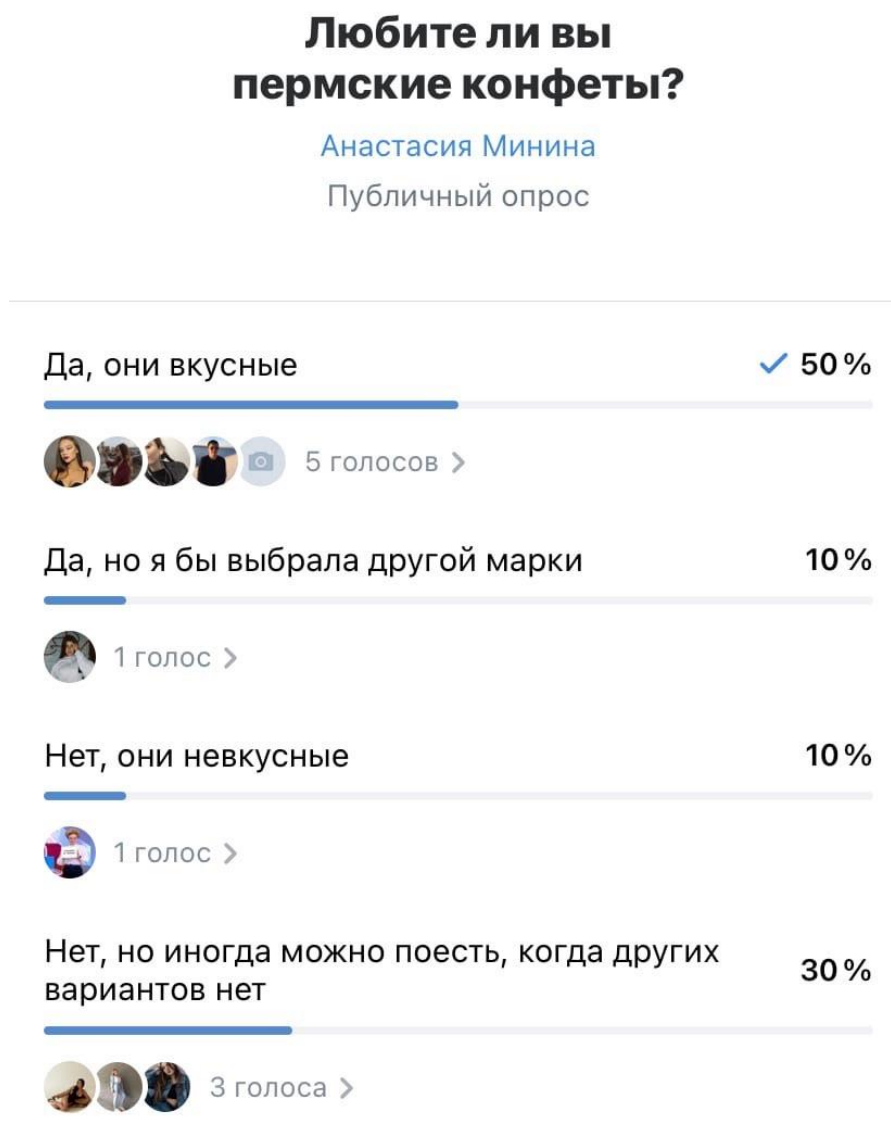 Любите ли вы
пермские конфеты?
Анастасия Минина
Публичный опрос
Да, они вкусные 50%
5 голосов
Да, но я бы выбрала другой марки 10%
1 голос
Нет, они невкусные 10%
1 голос
Нет, но иногда можно поесть, когда других
вариантов нет
30%
3 голоса